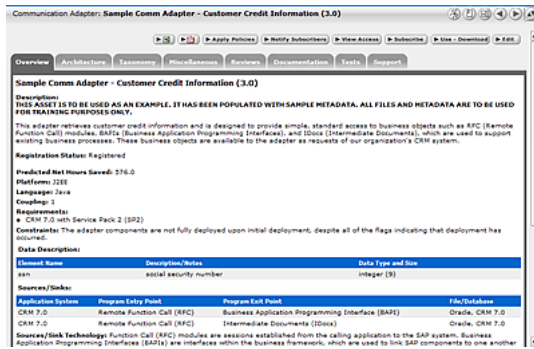 Communication Adapter: Sample Comm Adapter - Customer Credit Information (3.0)
Apply Policies Notify Subscribers View Access Subscribe Use - Download Edit
Overview Architecture Taxonomy Miscellaneous Reviews Documentation Tests Support
Sample Comm Adapter - Customer Credit Information (3.0)
Description:
THIS ASSET IS TO BE USED AS AN EXAMPLE. IT HAS BEEN POPULATED WITH SAMPLE METADATA. ALL FILES AND METADATA ARE TO BE USED
FOR TRAINING PURPOSES ONLY.
This adapter retrieves customer credit information and is designed to provide simple, standard access to business objects such as RFC (Remote
Function Call) modules, BAPIs (Business Application Programming Interfaces), and IDocs (Intermediate Documents), which are used to support
existing business processes. These business objects are available to the adapter as requests of our organization's CRM system.
Registration Status: Registered
Predicted Net Hours Saved: 576.0
Platform: J2EE
Language: Java
Coupling: 1
Requirements:
• CRM 7.0 with Service Pack 2 (SP2)
Constraints: The adapter components are not fully deployed upon initial deployment, despite all of the flags indicating that deployment has
occurred.
Data Description:
Element Name Description/Notes Data Type and Size
ssn social security number integer (9)
Sources/Sinks:
Application System Program Entry Point Program Exit Point File/Database
CRM 7.0 Remote Function Call (RFC) Business Application Programming Interface (BAPI) Oracle, CRM 7.0
CRM 7.0 Remote Function Call (RFC) Intermediate Documents (IDocs) Oracle, CRM 7.0
Sources/Sink Technology: Function Call (RFC) modules are sessions established from the calling application to the SAP system. Business
Application Programming Interfaces (BAPIs) are interfaces within the business framework, which are used to link SAP components to one another